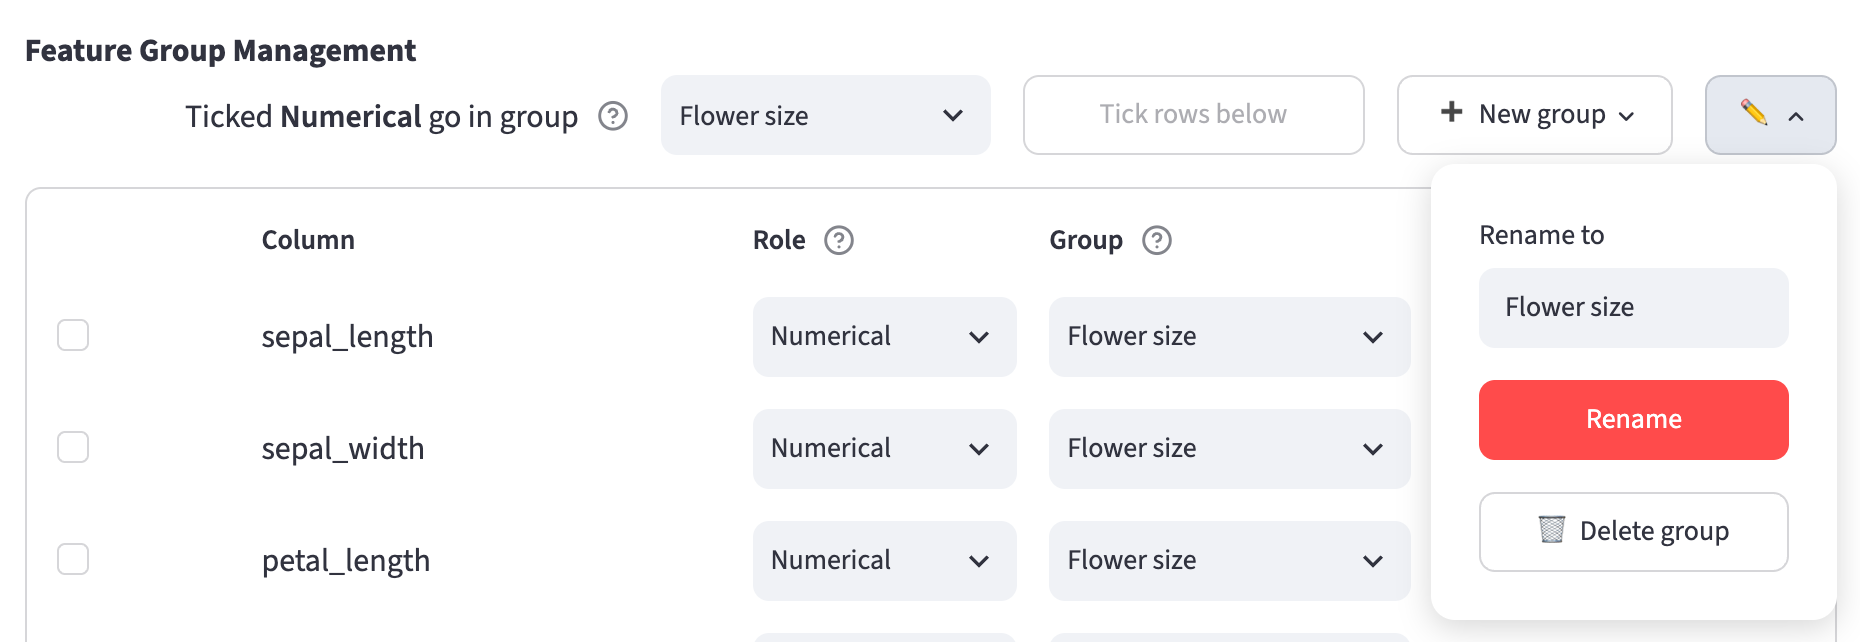 Feature Group Management
Ticked Numerical go in group ? Flower size Tick rows below + New group
Column Role ? Group ?
Rename to
Flower size
sepal_length Numerical Flower size
Rename
sepal_width Numerical Flower size
Delete group
petal_length Numerical Flower size